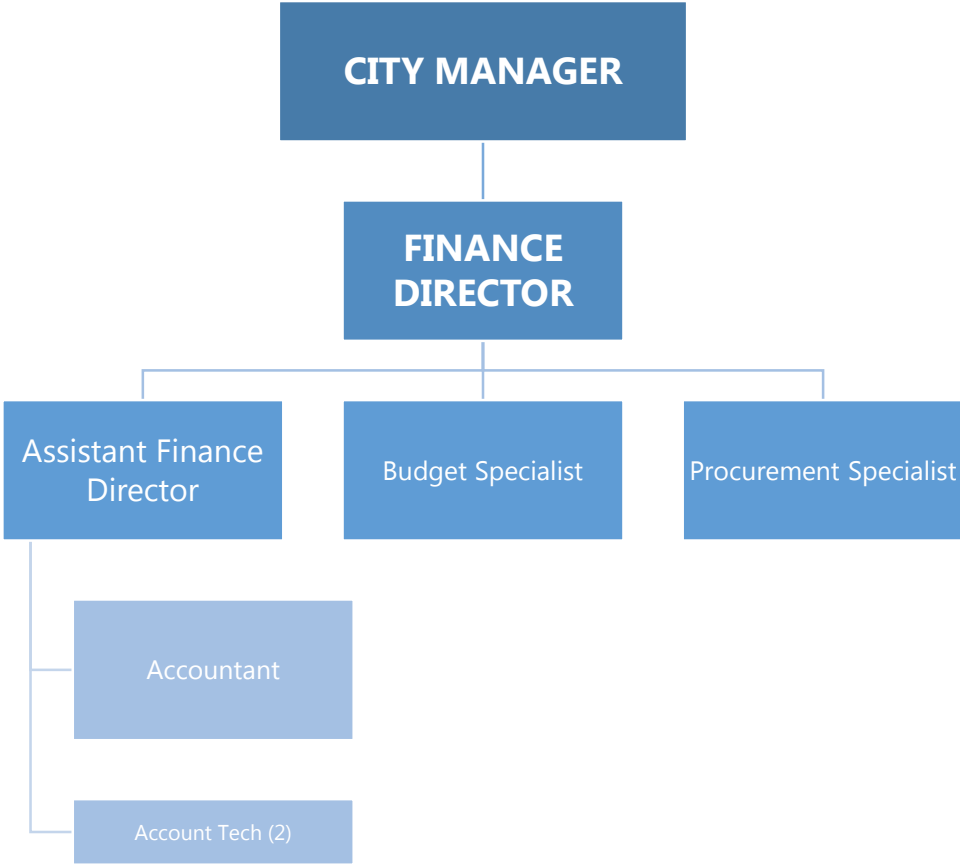 CITY MANAGER
FINANCE
DIRECTOR
Assistant Finance
Director
Budget Specialist
Procurement Specialist
Accountant
Account Tech (2)